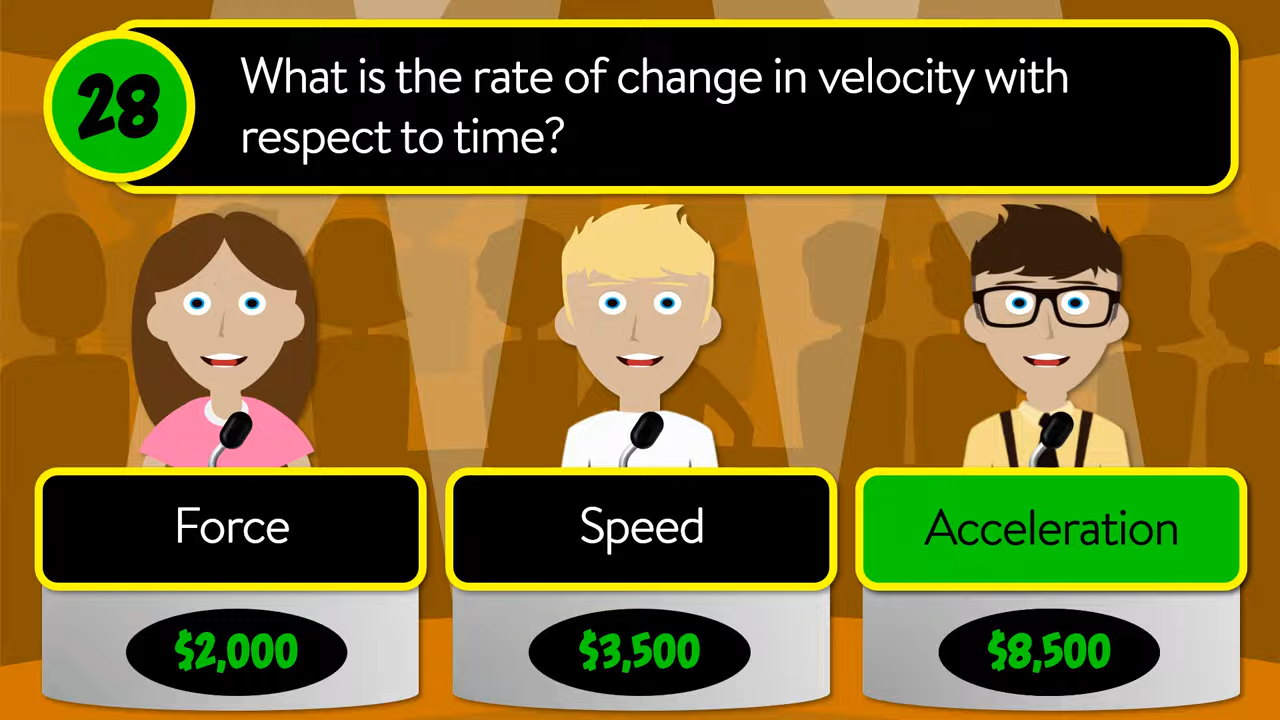 28
What is the rate of change in velocity with
respect to time?
Force
Speed
Acceleration
$2,000
$3,500
$8,500